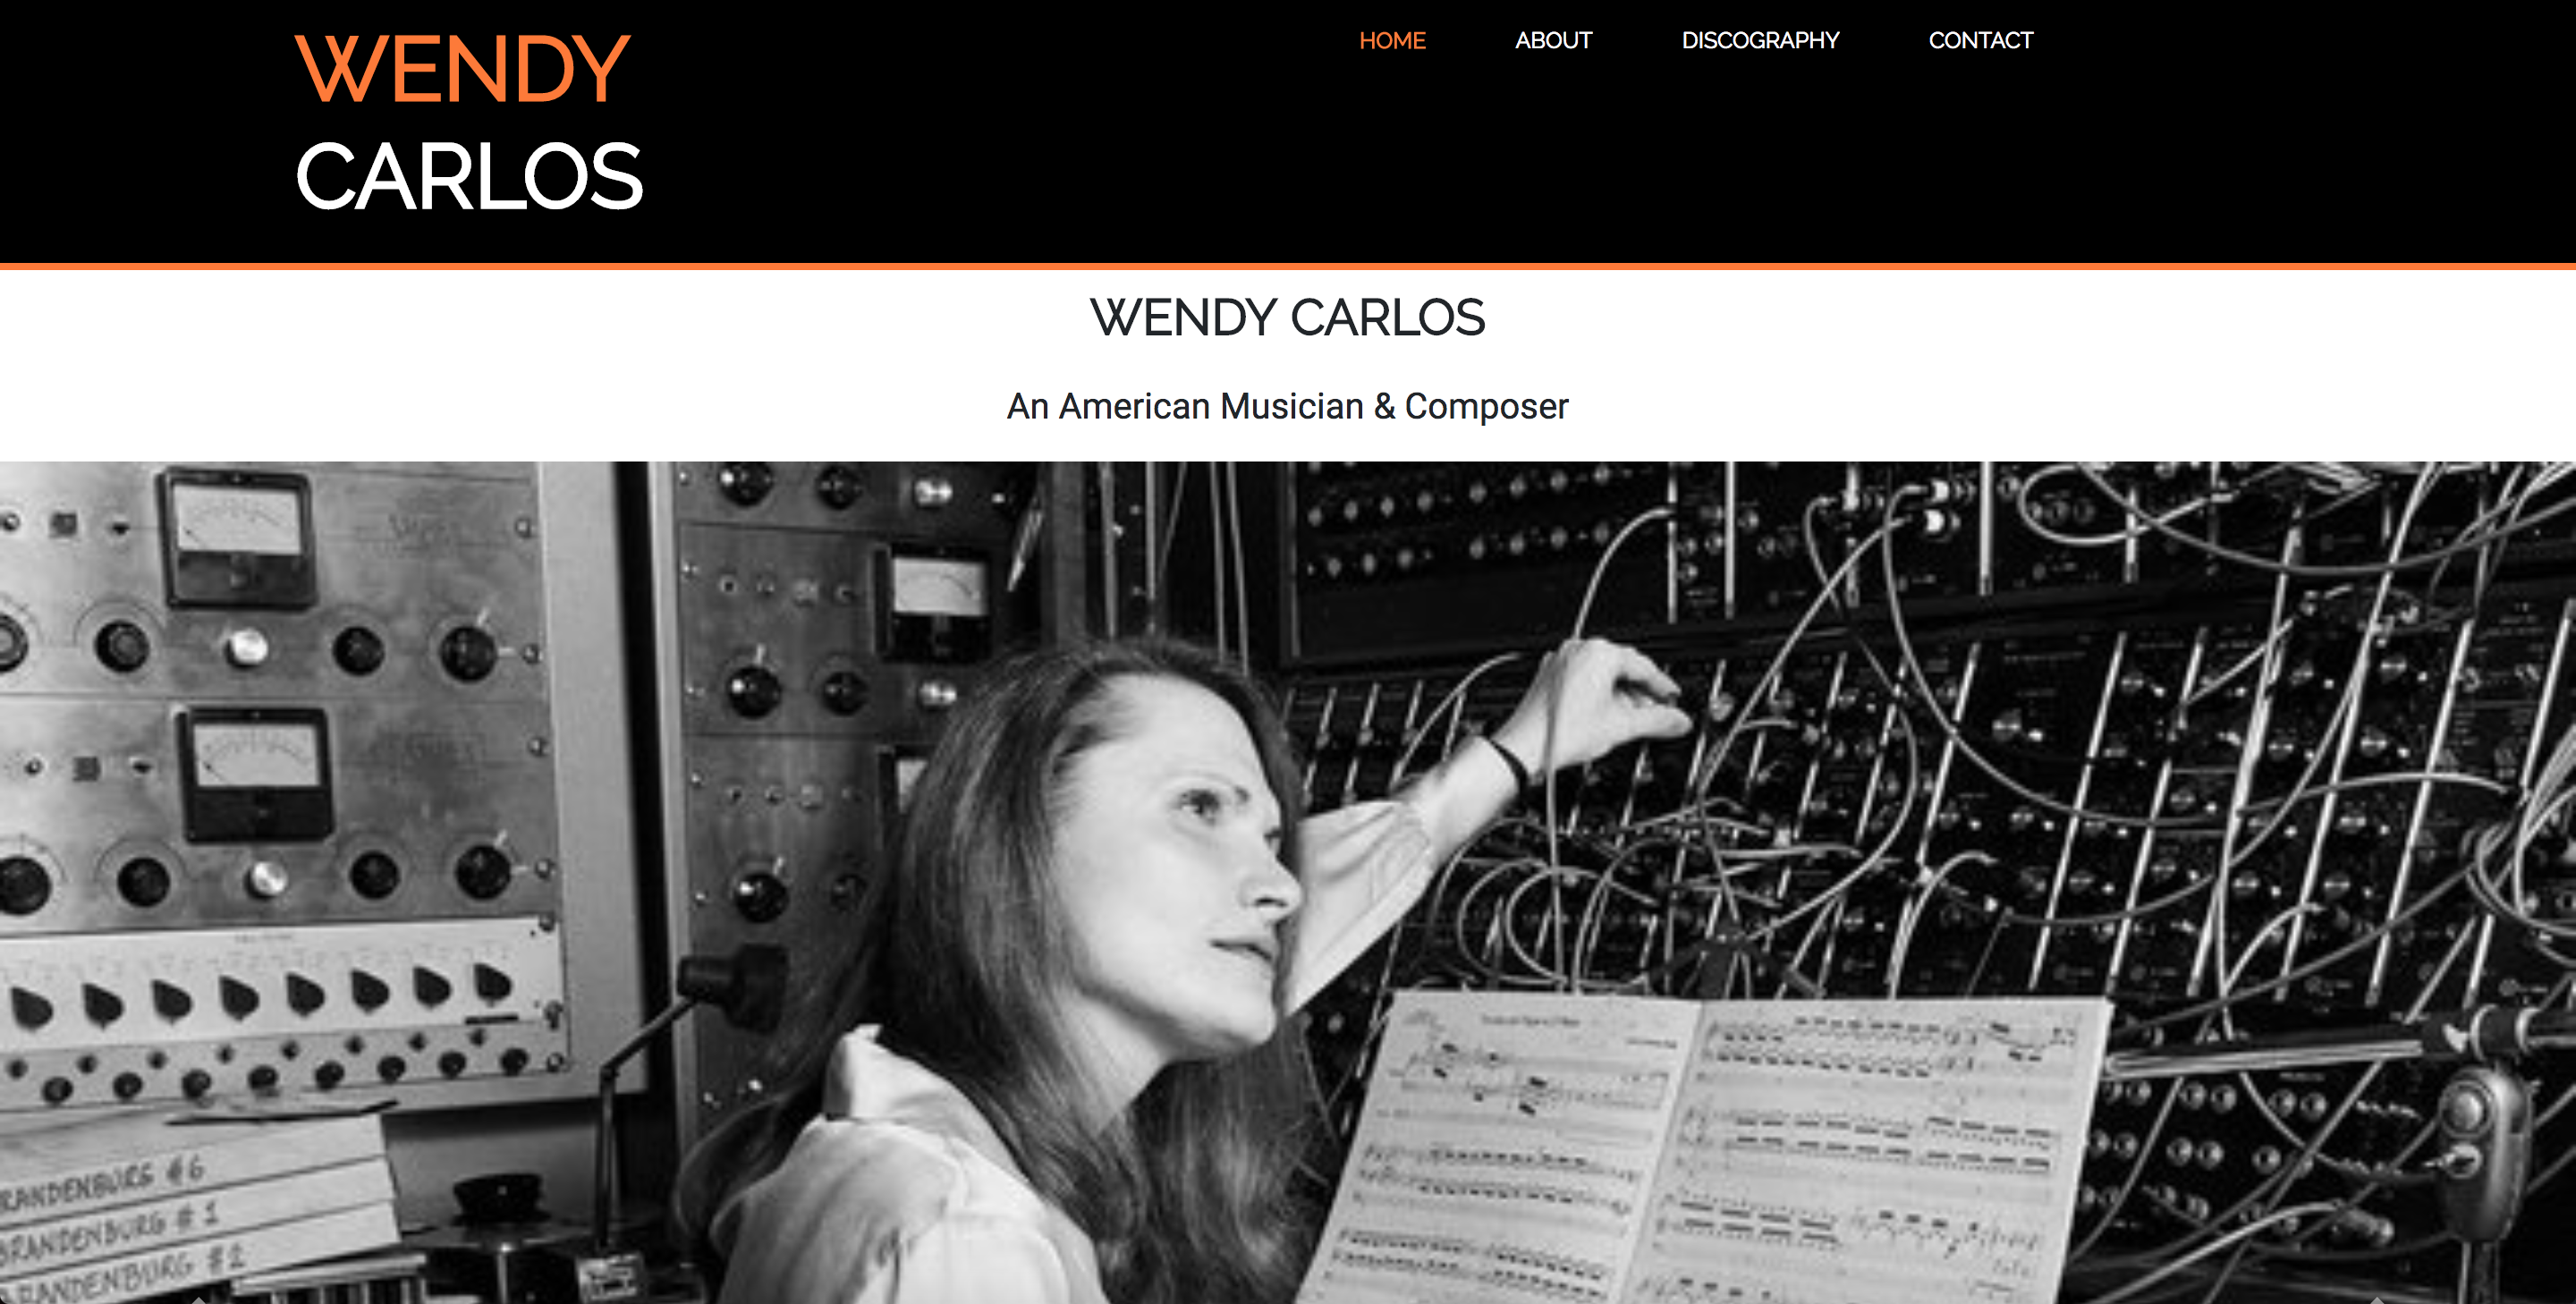 WENDY
CARLOS
HOME
ABOUT
DISCOGRAPHY
CONTACT
WENDY CARLOS
An American Musician & Composer
RANDENBURG #6
BRANDENBURG #1
BRANDENBURG #2